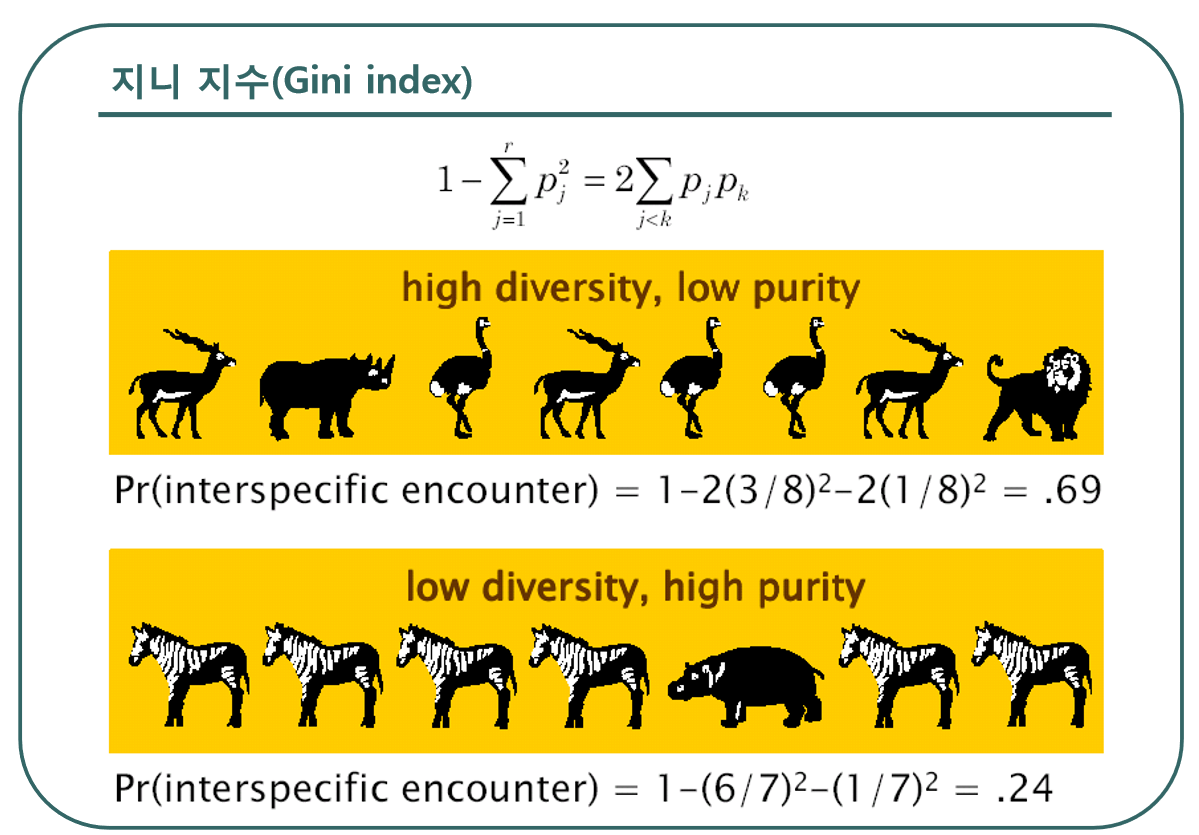 지니 지수(Gini index)
1 − \sum_{j=1}^{r} p_j^2 = 2 \sum_{j<k} p_j p_k
high diversity, low purity
Pr(interspecific encounter) = 1–2(3/8)²–2(1/8)² = .69
low diversity, high purity
Pr(interspecific encounter) = 1–(6/7)²–(1/7)² = .24